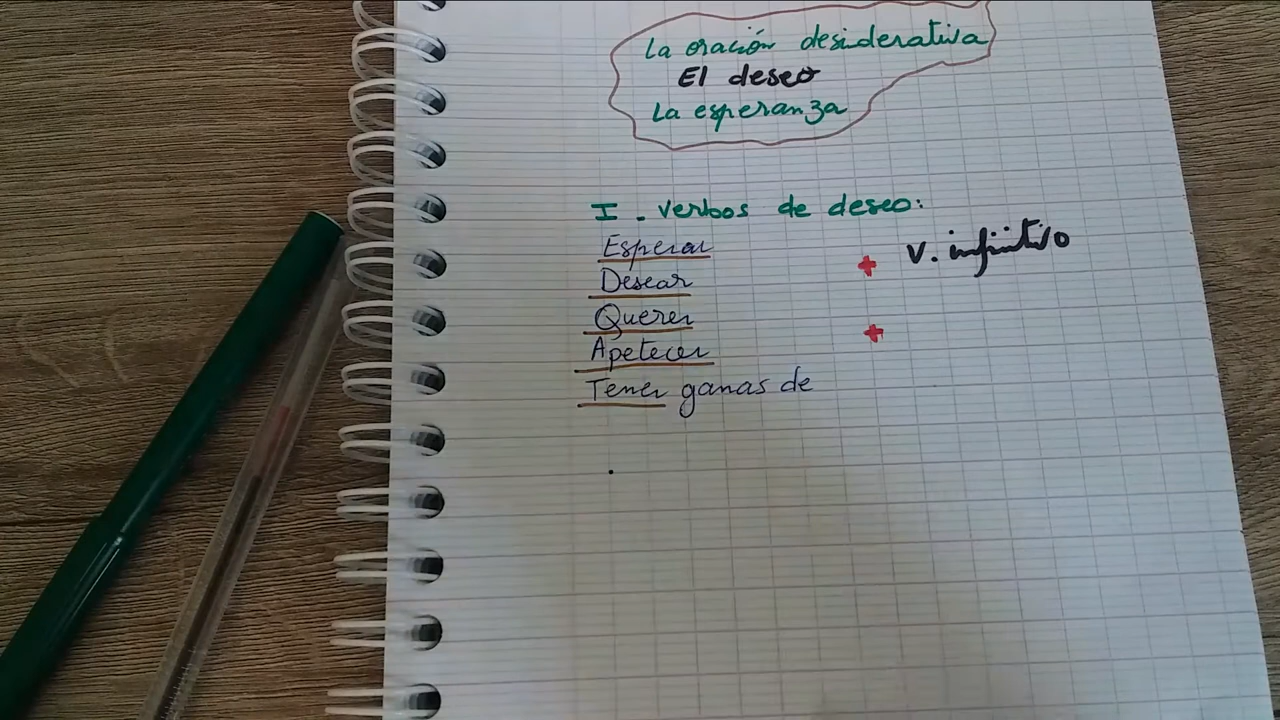 La oración desiderativa
El deseo
La esperanza
I. verbos de deseo:
Esperar
+ V. infinitivo
Desear
Querer
+
Apetecer
Tener ganas de